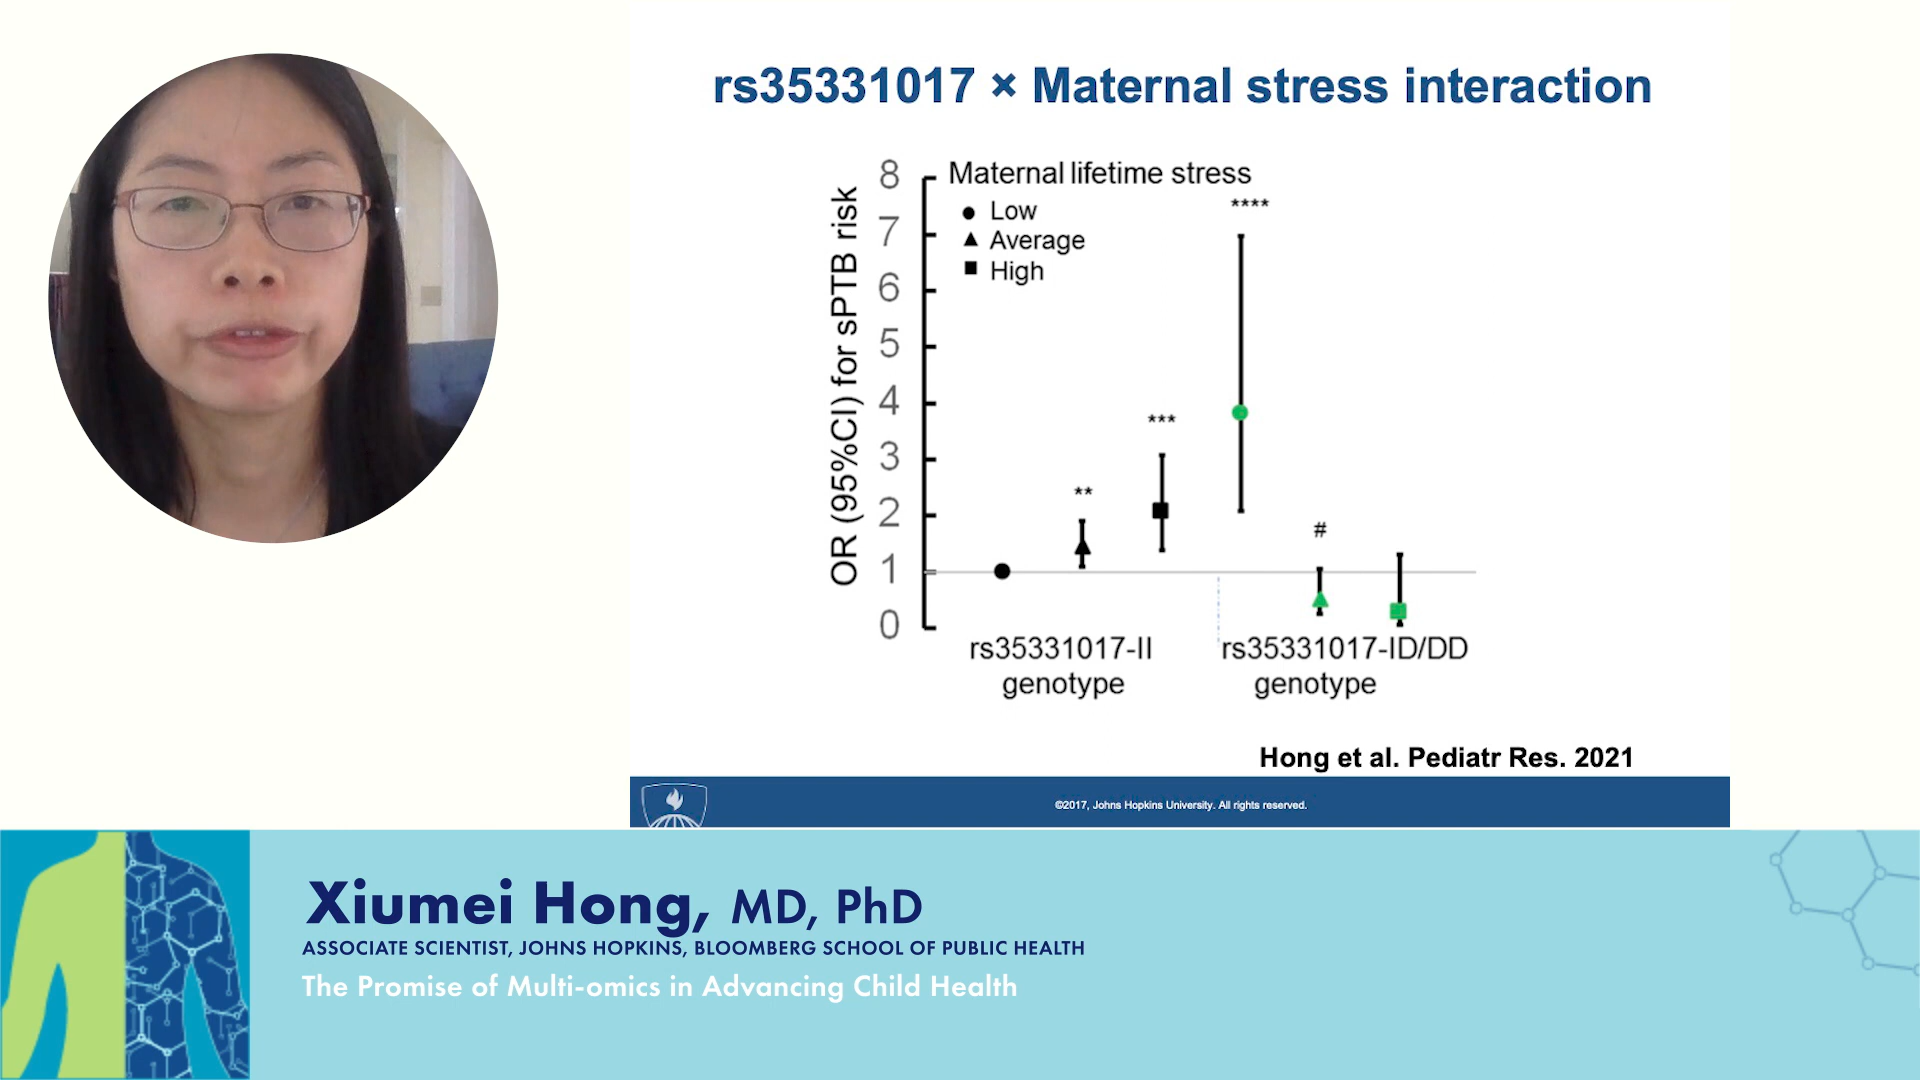 rs35331017 × Maternal stress interaction
OR (95%CI) for sPTB risk
8
7
6
5
4
3
2
1
0
Maternal lifetime stress
Low
Average
High
**
***
****
#
rs35331017-II
genotype
rs35331017-ID/DD
genotype
Hong et al. Pediatr Res. 2021
©2017, Johns Hopkins University. All rights reserved.
Xiumei Hong, MD, PhD
ASSOCIATE SCIENTIST, JOHNS HOPKINS, BLOOMBERG SCHOOL OF PUBLIC HEALTH
The Promise of Multi-omics in Advancing Child Health